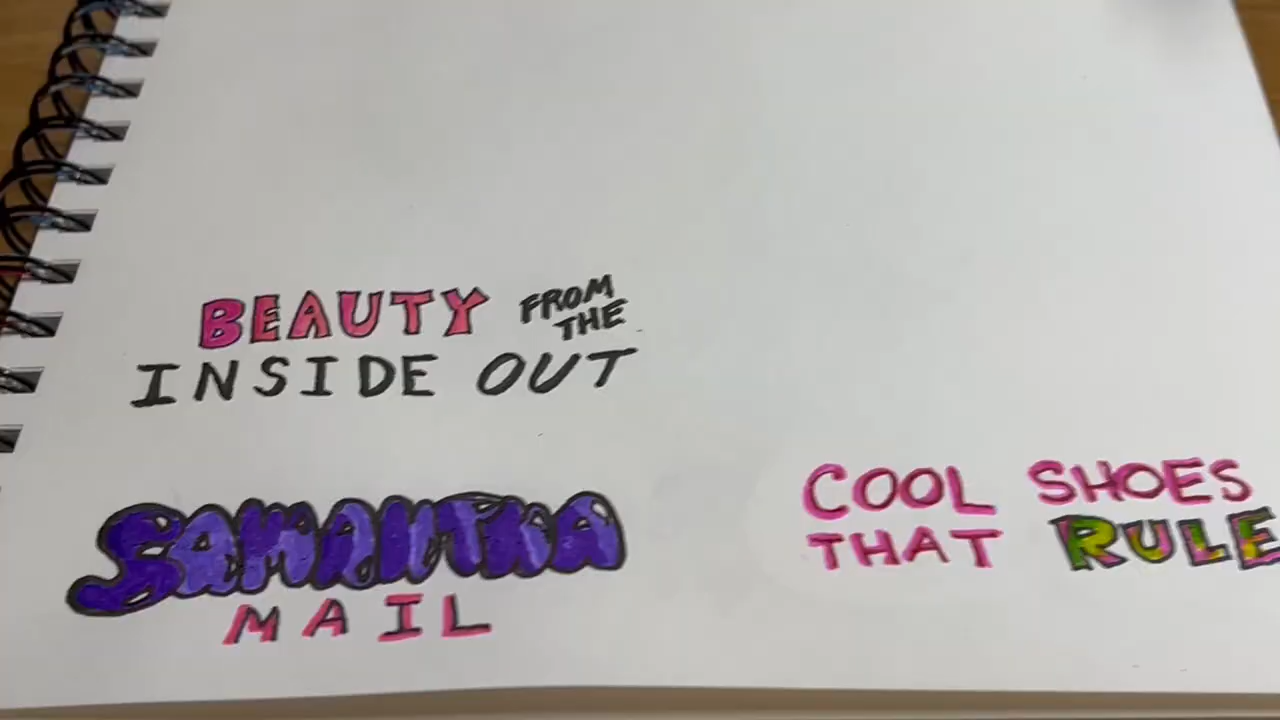 BEAUTY FROM THE
INSIDE OUT
SAMANTHA
MAIL
COOL SHOES
THAT RULE